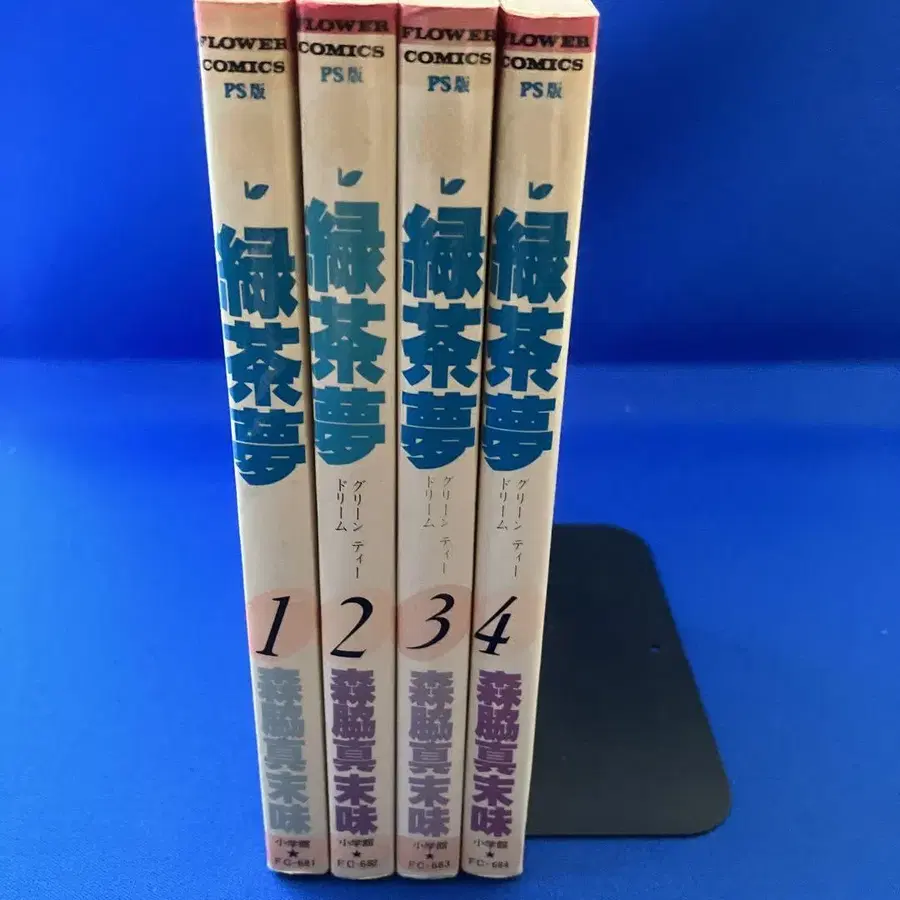 FLOWER
COMICS
PS版
緑茶夢
1
森脇真末味
小学館
★
FC-681
FLOWER
COMICS
PS版
緑茶夢
グリーン ティー
ドリーム
2
森脇真末味
小学館
★
FC-682
FLOWER
COMICS
PS版
緑茶夢
グリーン ティー
ドリーム
3
森脇真末味
小学館
★
FC-683
FLOWER
COMICS
PS版
緑茶夢
グリーン ティー
ドリーム
4
森脇真末味
小学館
★
FC-684